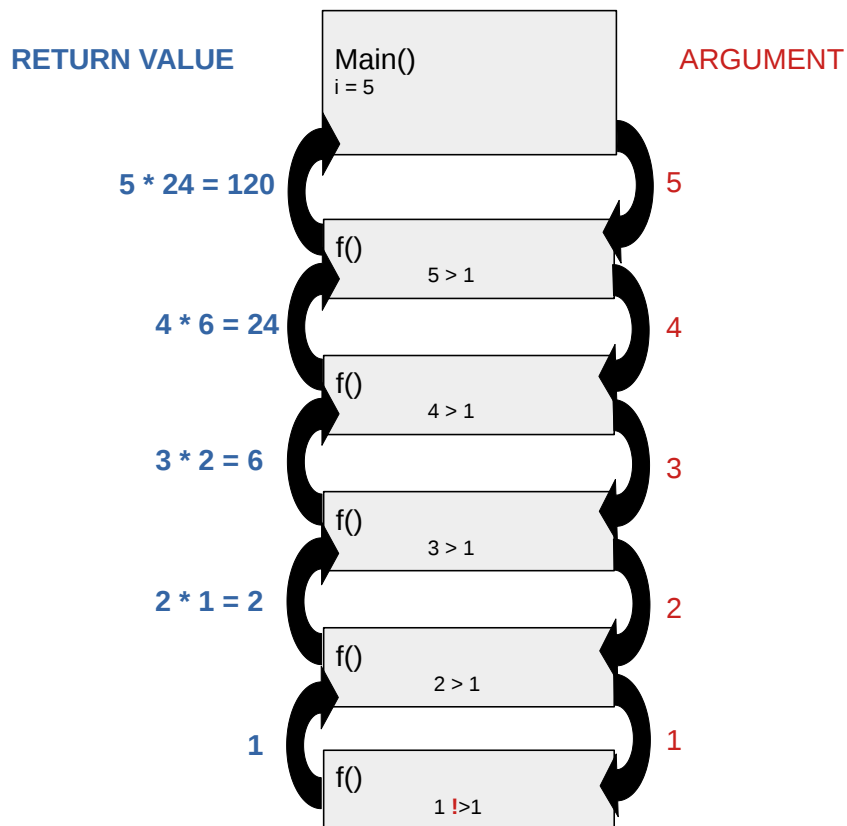 RETURN VALUE
Main()
ARGUMENT
i = 5
5 * 24 = 120
5
f()
5 > 1
4 * 6 = 24
4
f()
4 > 1
3 * 2 = 6
3
f()
3 > 1
2 * 1 = 2
2
f()
2 > 1
1
1
f()
1 !>1